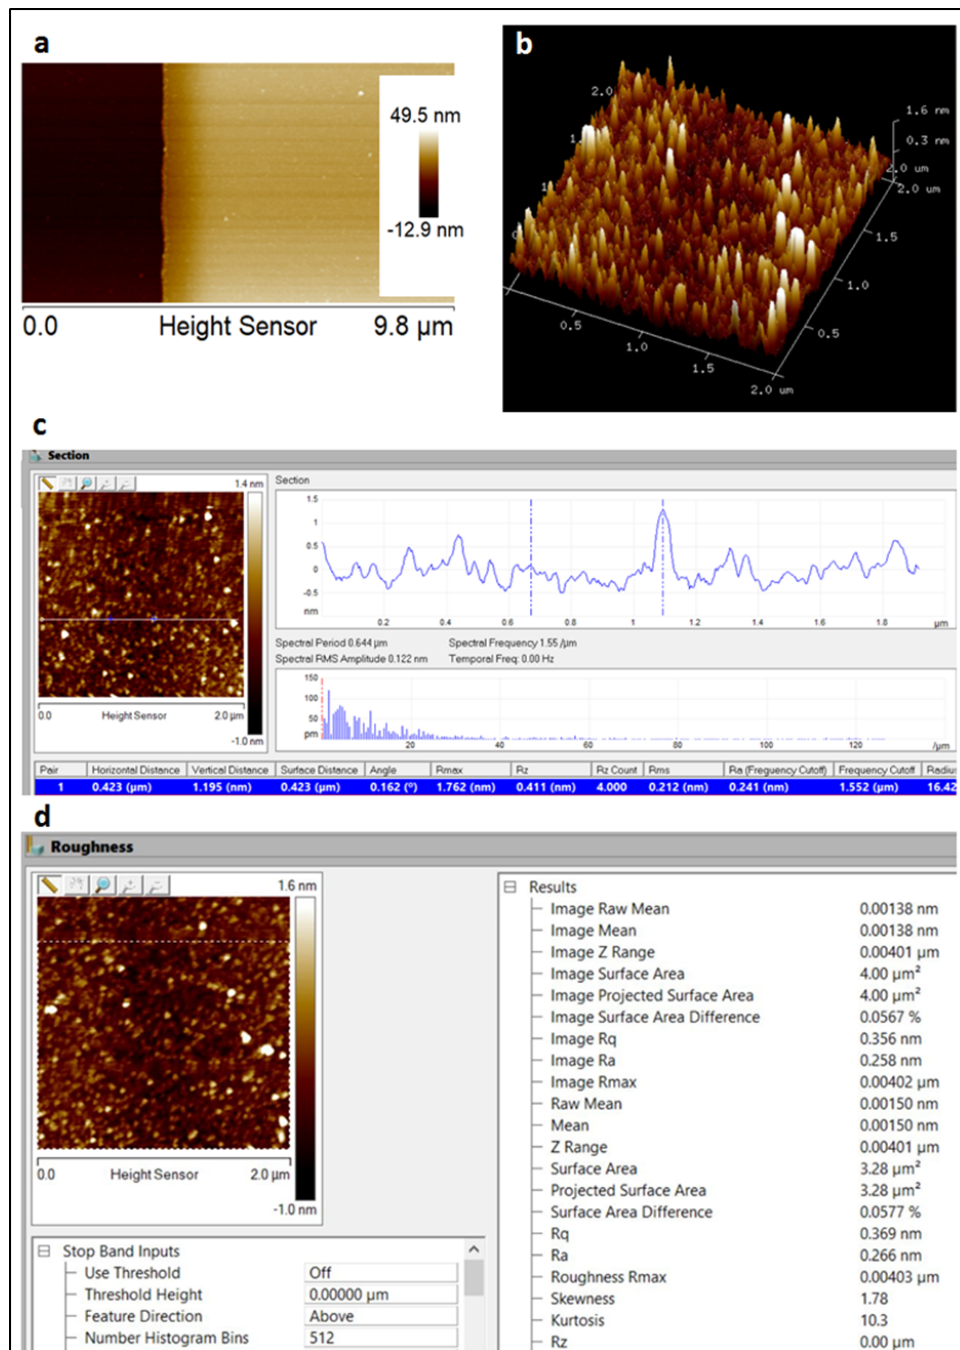 a
49.5 nm
-12.9 nm
0.0 Height Sensor 9.8 µm
b
2.0
1.6 nm
0.3 nm
2.0 um
2.0 um
1.5
1.0
0.5
0.5
1.0
1.5
2.0 um
c
Section
1.4 nm
-1.0 nm
0.0 Height Sensor 2.0 µm
Section
1.5
1
0.5
0
-0.5
nm
0.2 0.4 0.6 0.8 1 1.2 1.4 1.6 1.8 µm
Spectral Period 0.644 µm Spectral Frequency 1.55 /µm
Spectral RMS Amplitude 0.122 nm Temporal Freq: 0.00 Hz
150
100
50
pm
20 40 60 80 100 120 /µm
Pair Horizontal Distance Vertical Distance Surface Distance Angle Rmax Rz Rz Count Rms Ra (Frequency Cutoff) Frequency Cutoff Radiu
1 0.423 (µm) 1.195 (nm) 0.423 (µm) 0.162 (°) 1.762 (nm) 0.411 (nm) 4.000 0.212 (nm) 0.241 (nm) 1.552 (µm) 16.42
d
Roughness
1.6 nm
-1.0 nm
0.0 Height Sensor 2.0 µm
Stop Band Inputs
Use Threshold Off
Threshold Height 0.00000 µm
Feature Direction Above
Number Histogram Bins 512
Results
Image Raw Mean 0.00138 nm
Image Mean 0.00138 nm
Image Z Range 0.00401 µm
Image Surface Area 4.00 µm²
Image Projected Surface Area 4.00 µm²
Image Surface Area Difference 0.0567 %
Image Rq 0.356 nm
Image Ra 0.258 nm
Image Rmax 0.00402 µm
Raw Mean 0.00150 nm
Mean 0.00150 nm
Z Range 0.00401 µm
Surface Area 3.28 µm²
Projected Surface Area 3.28 µm²
Surface Area Difference 0.0577 %
Rq 0.369 nm
Ra 0.266 nm
Roughness Rmax 0.00403 µm
Skewness 1.78
Kurtosis 10.3
Rz 0.00 µm